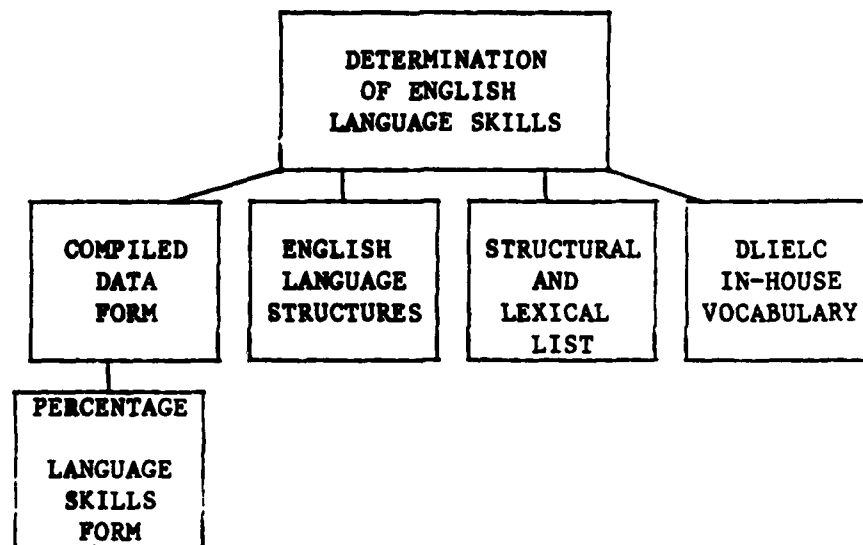 DETERMINATION
OF ENGLISH
LANGUAGE SKILLS
COMPILED
DATA
FORM
ENGLISH
LANGUAGE
STRUCTURES
STRUCTURAL
AND
LEXICAL
LIST
DLIELC
IN-HOUSE
VOCABULARY
PERCENTAGE
LANGUAGE
SKILLS
FORM